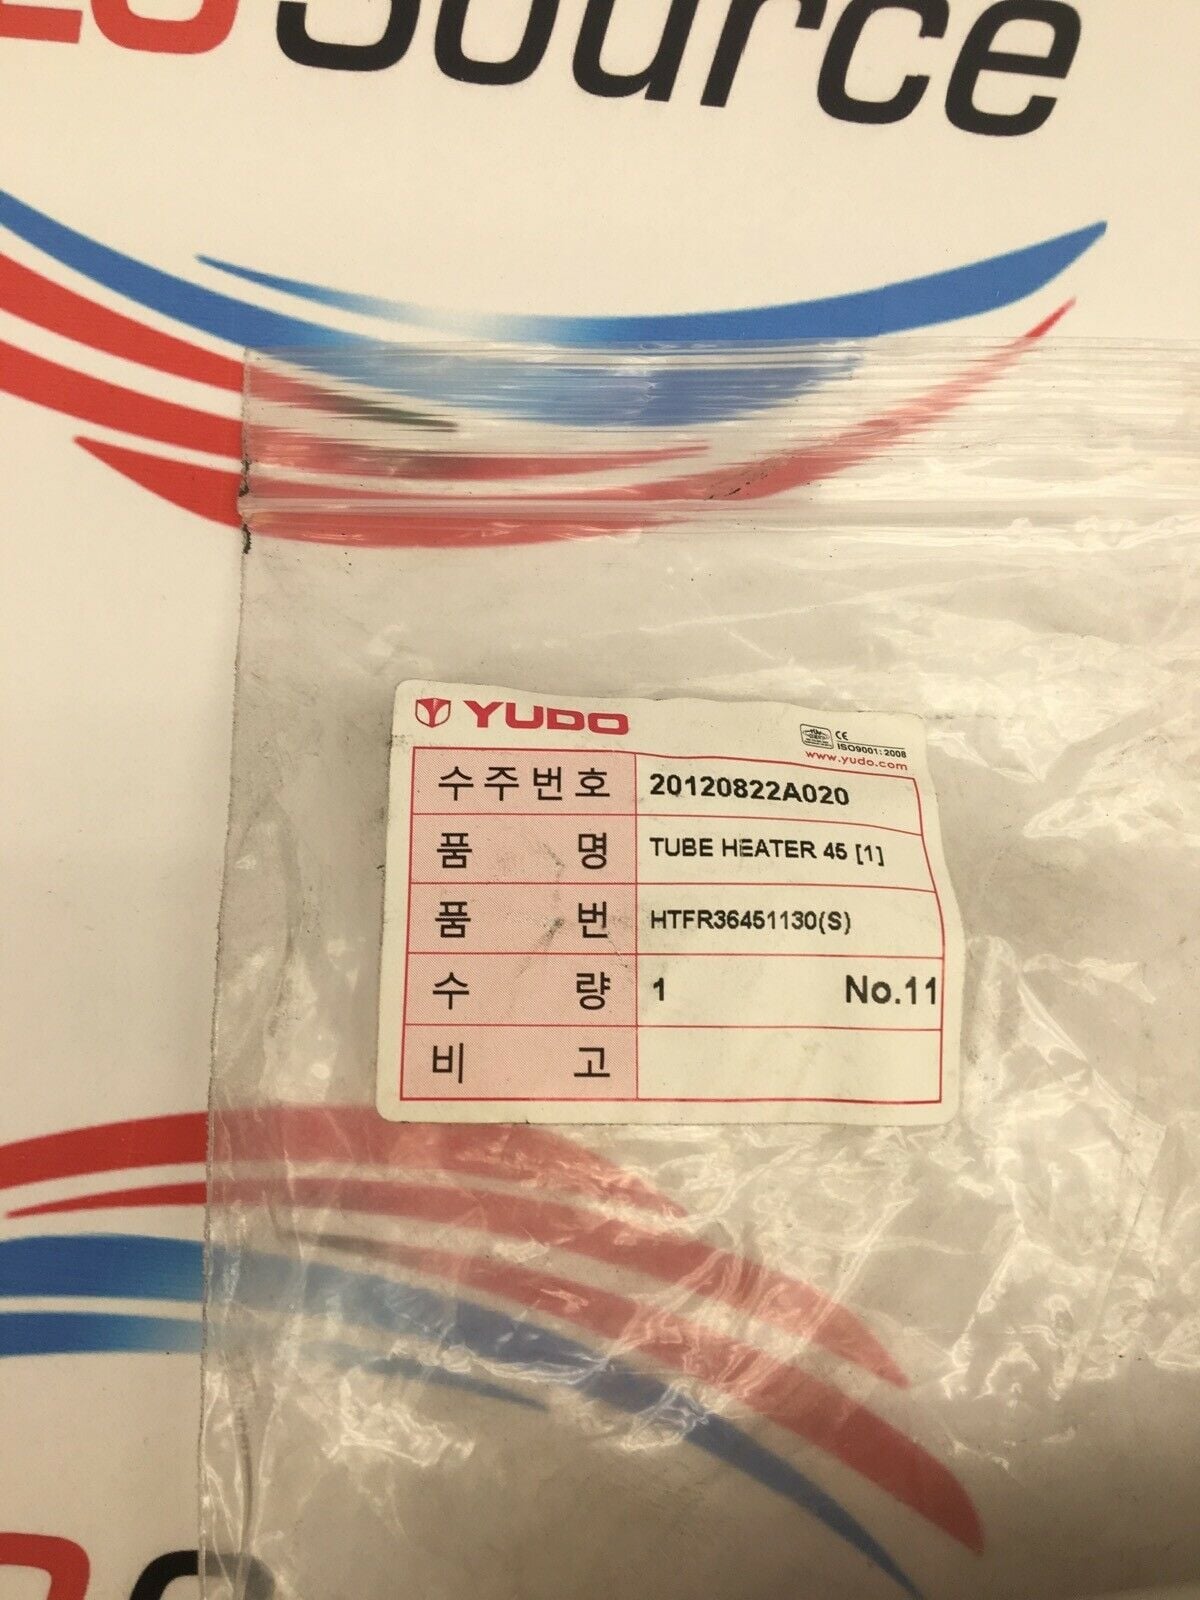 Source
YUDO
CE
ISO9001:2008
www.yudo.com
수주번호 20120822A020
품 명 TUBE HEATER 45 [1]
품 번 HTFR36451130(S)
수 량 1 No.11
비 고